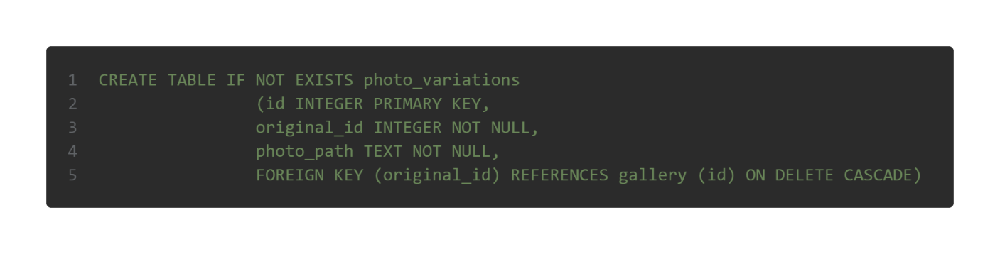 1 CREATE TABLE IF NOT EXISTS photo_variations
2 (id INTEGER PRIMARY KEY,
3 original_id INTEGER NOT NULL,
4 photo_path TEXT NOT NULL,
5 FOREIGN KEY (original_id) REFERENCES gallery (id) ON DELETE CASCADE)